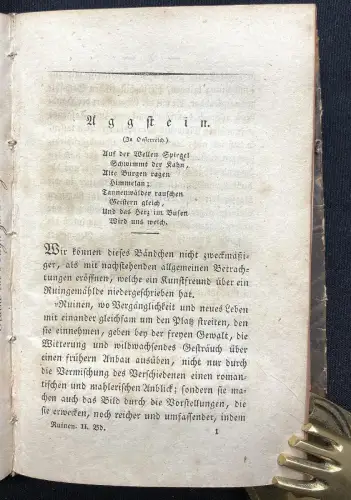 Aggstein.
(In Oesterreich.)
Auf der Wellen Spiegel
Schwimmt der Kahn,
Alte Burgen ragen
Himmelan;
Tannenwälder rauschen
Geistern gleich,
Und das Herz im Busen
Wird uns weich.
Wir können dieses Bändchen nicht zweckmäßi-
ger, als mit nachstehenden allgemeinen Betrach-
tungen eröffnen, welche ein Kunstfreund über ein
Ruinengemählde niedergeschrieben hat.
»Ruinen, wo Vergänglichkeit und neues Leben
mit einander gleichsam um den Platz streiten, den
sie einnehmen, geben bey der freyen Gewalt, die
Witterung und wildwachsendes Gesträuch über
einen frühern Anbau ausüben, nicht nur durch
die Vermischung des Verschiedenen einen roman-
tischen und mahlerischen Anblick; sondern sie ma-
chen auch das Bild durch die Vorstellungen, die
sie erwecken, noch reicher und umfassender, indem
Ruinen. II. Bd.
1